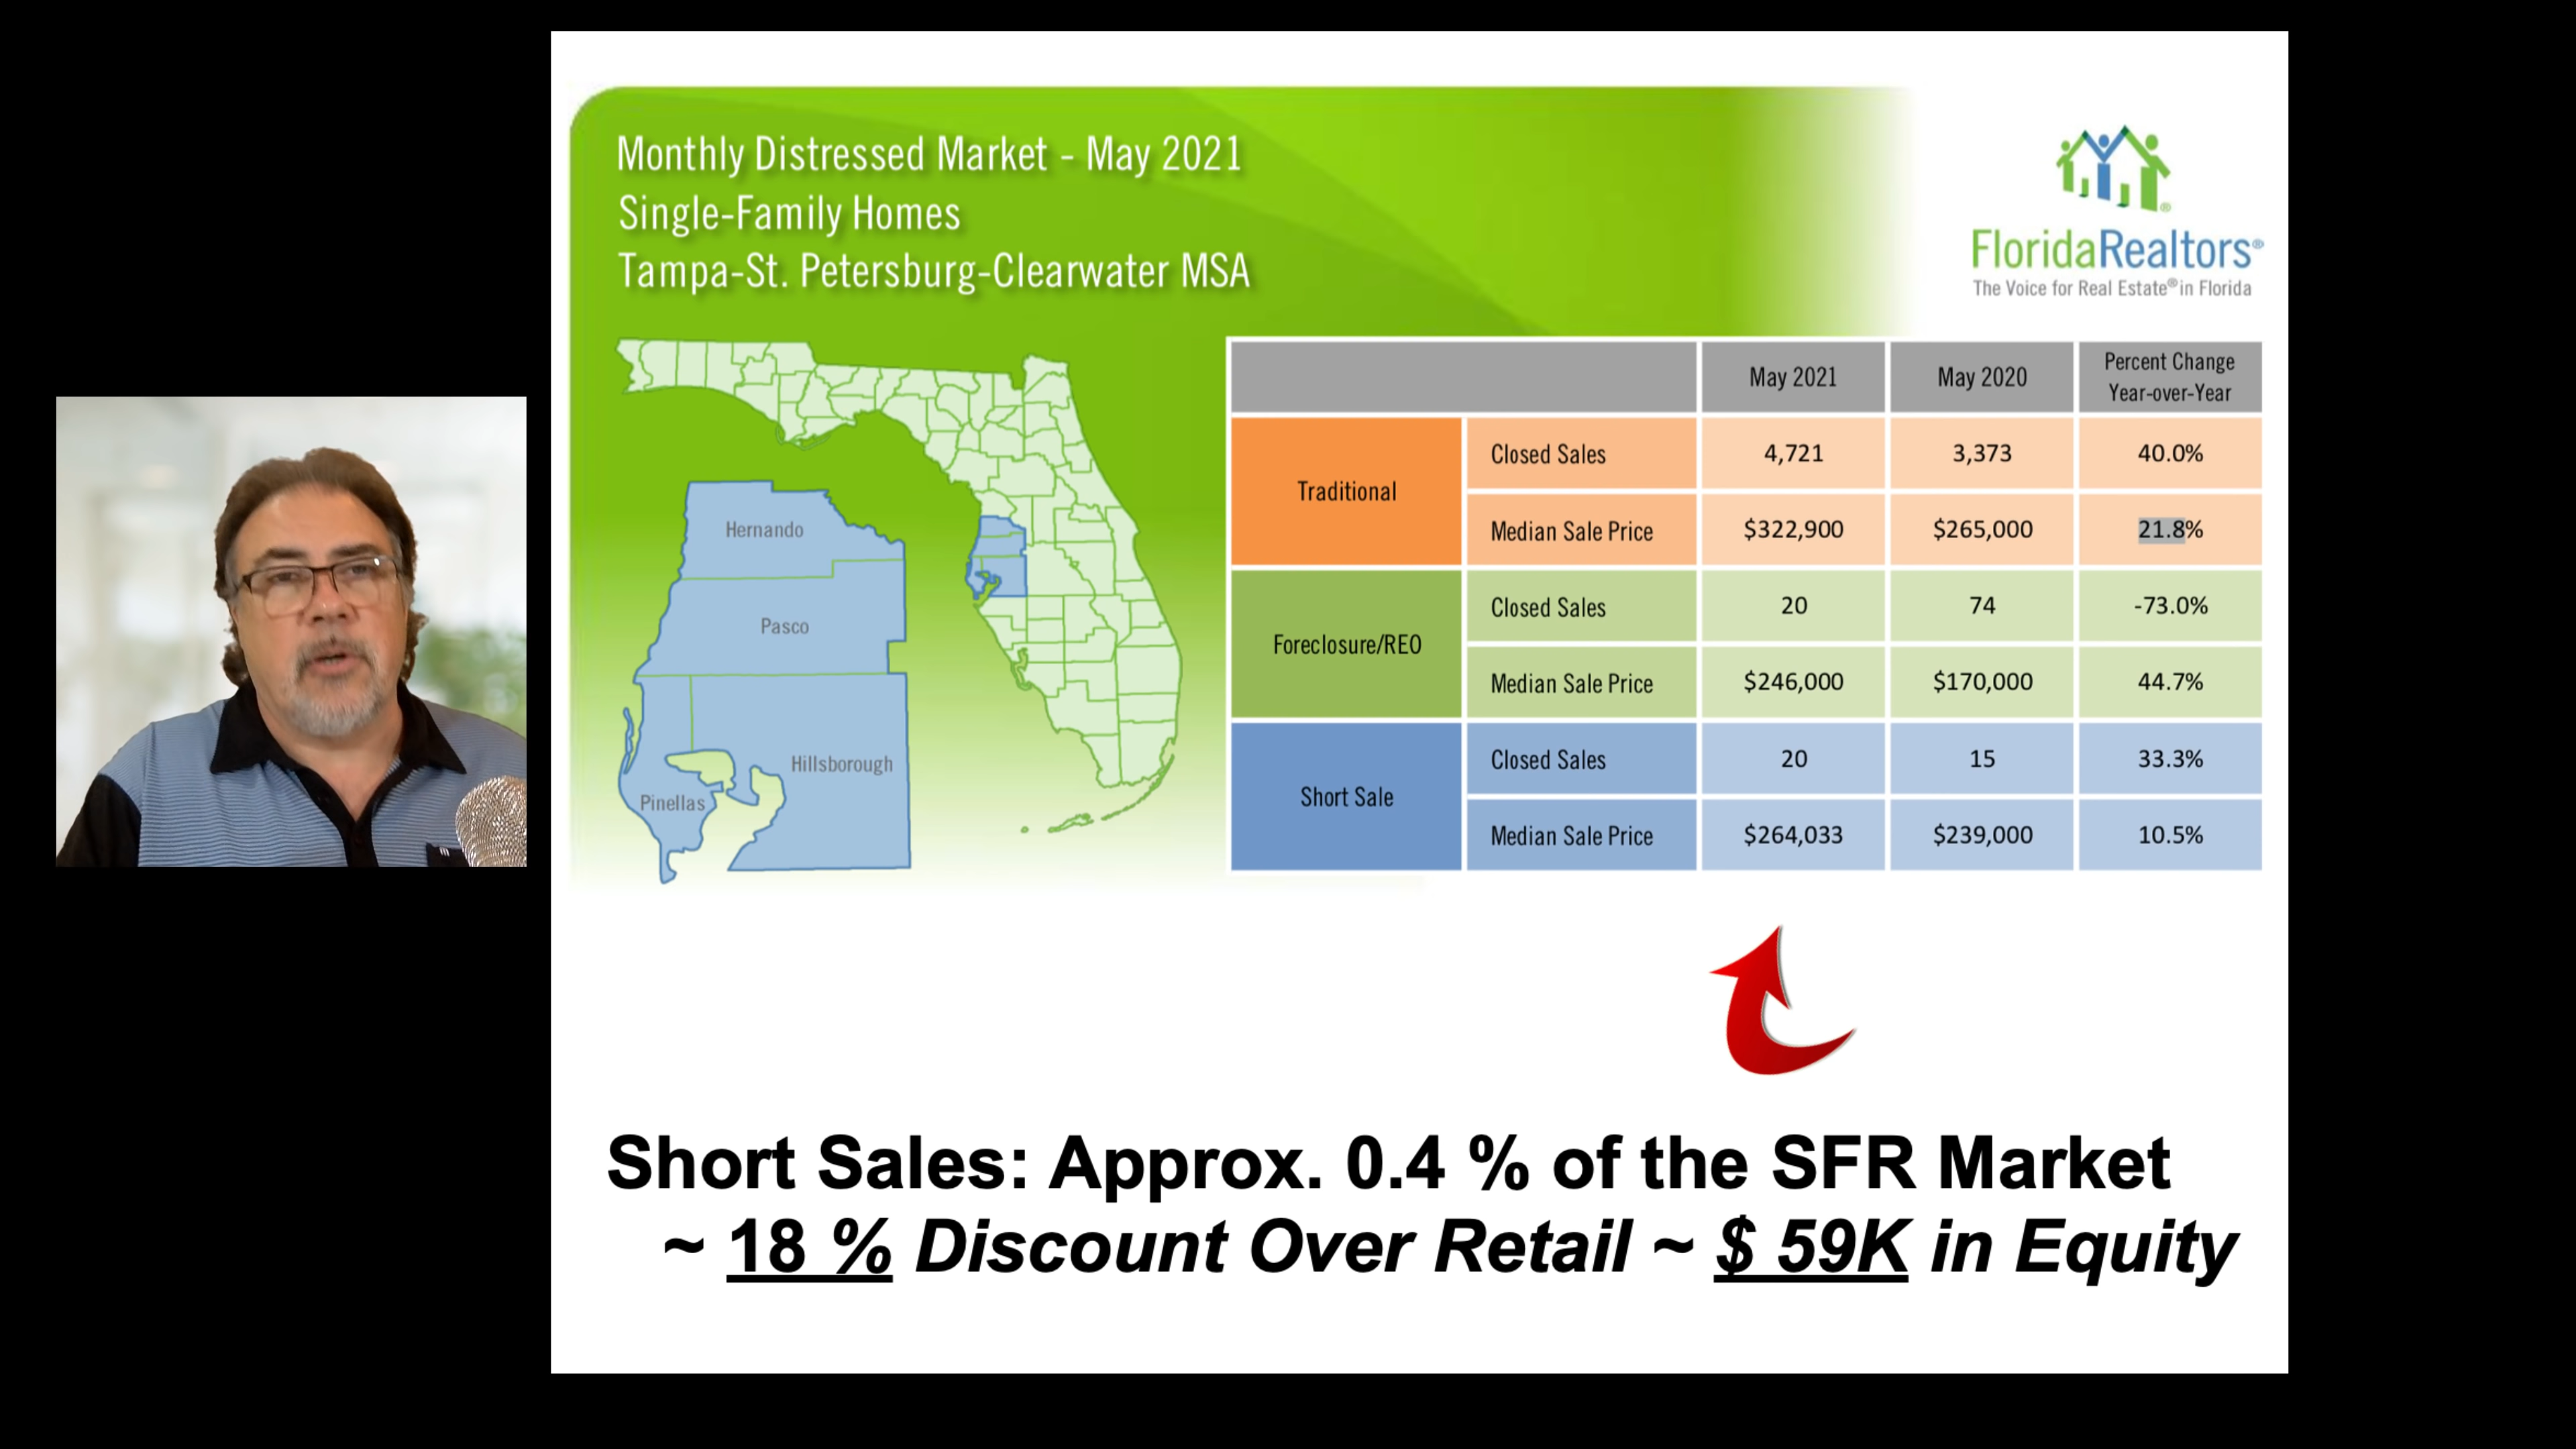 Monthly Distressed Market - May 2021
Single-Family Homes
Tampa-St. Petersburg-Clearwater MSA
FloridaRealtors®
The Voice for Real Estate® in Florida
Hernando
Pasco
Hillsborough
Pinellas
May 2021 May 2020 Percent Change Year-over-Year
Traditional
Closed Sales 4,721 3,373 40.0%
Median Sale Price $322,900 $265,000 21.8%
Foreclosure/REO
Closed Sales 20 74 -73.0%
Median Sale Price $246,000 $170,000 44.7%
Short Sale
Closed Sales 20 15 33.3%
Median Sale Price $264,033 $239,000 10.5%
Short Sales: Approx. 0.4 % of the SFR Market
~ 18 % Discount Over Retail ~ $ 59K in Equity